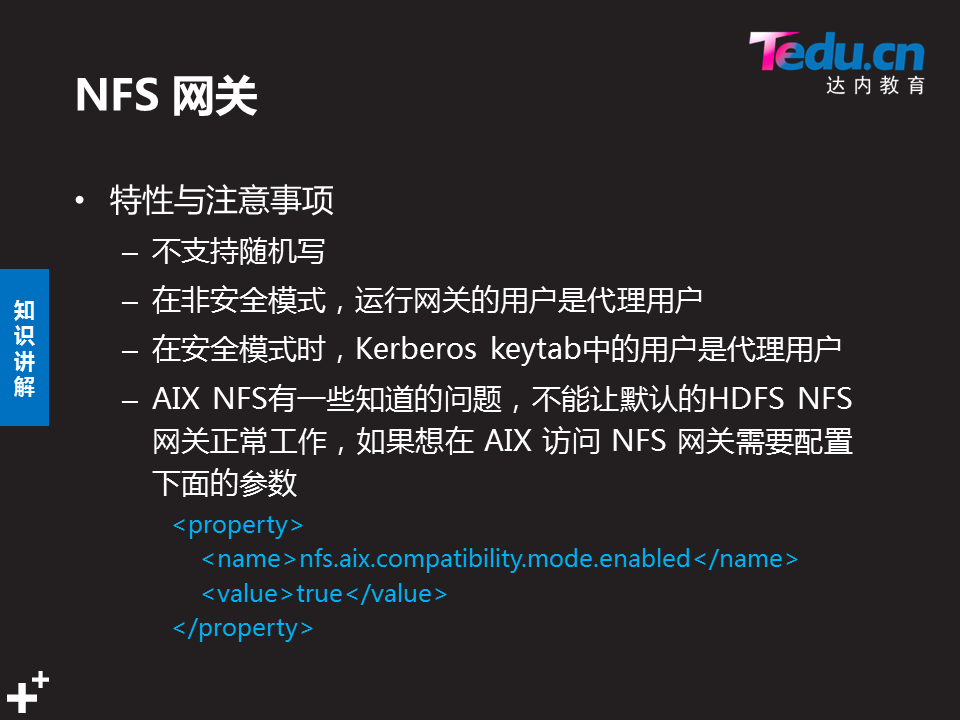 Tedu.cn
达内教育
NFS 网关
• 特性与注意事项
– 不支持随机写
– 在非安全模式，运行网关的用户是代理用户
– 在安全模式时，Kerberos keytab中的用户是代理用户
– AIX NFS有一些知道的问题，不能让默认的HDFS NFS
网关正常工作，如果想在 AIX 访问 NFS 网关需要配置
下面的参数
<property>
<name>nfs.aix.compatibility.mode.enabled</name>
<value>true</value>
</property>
知识讲解